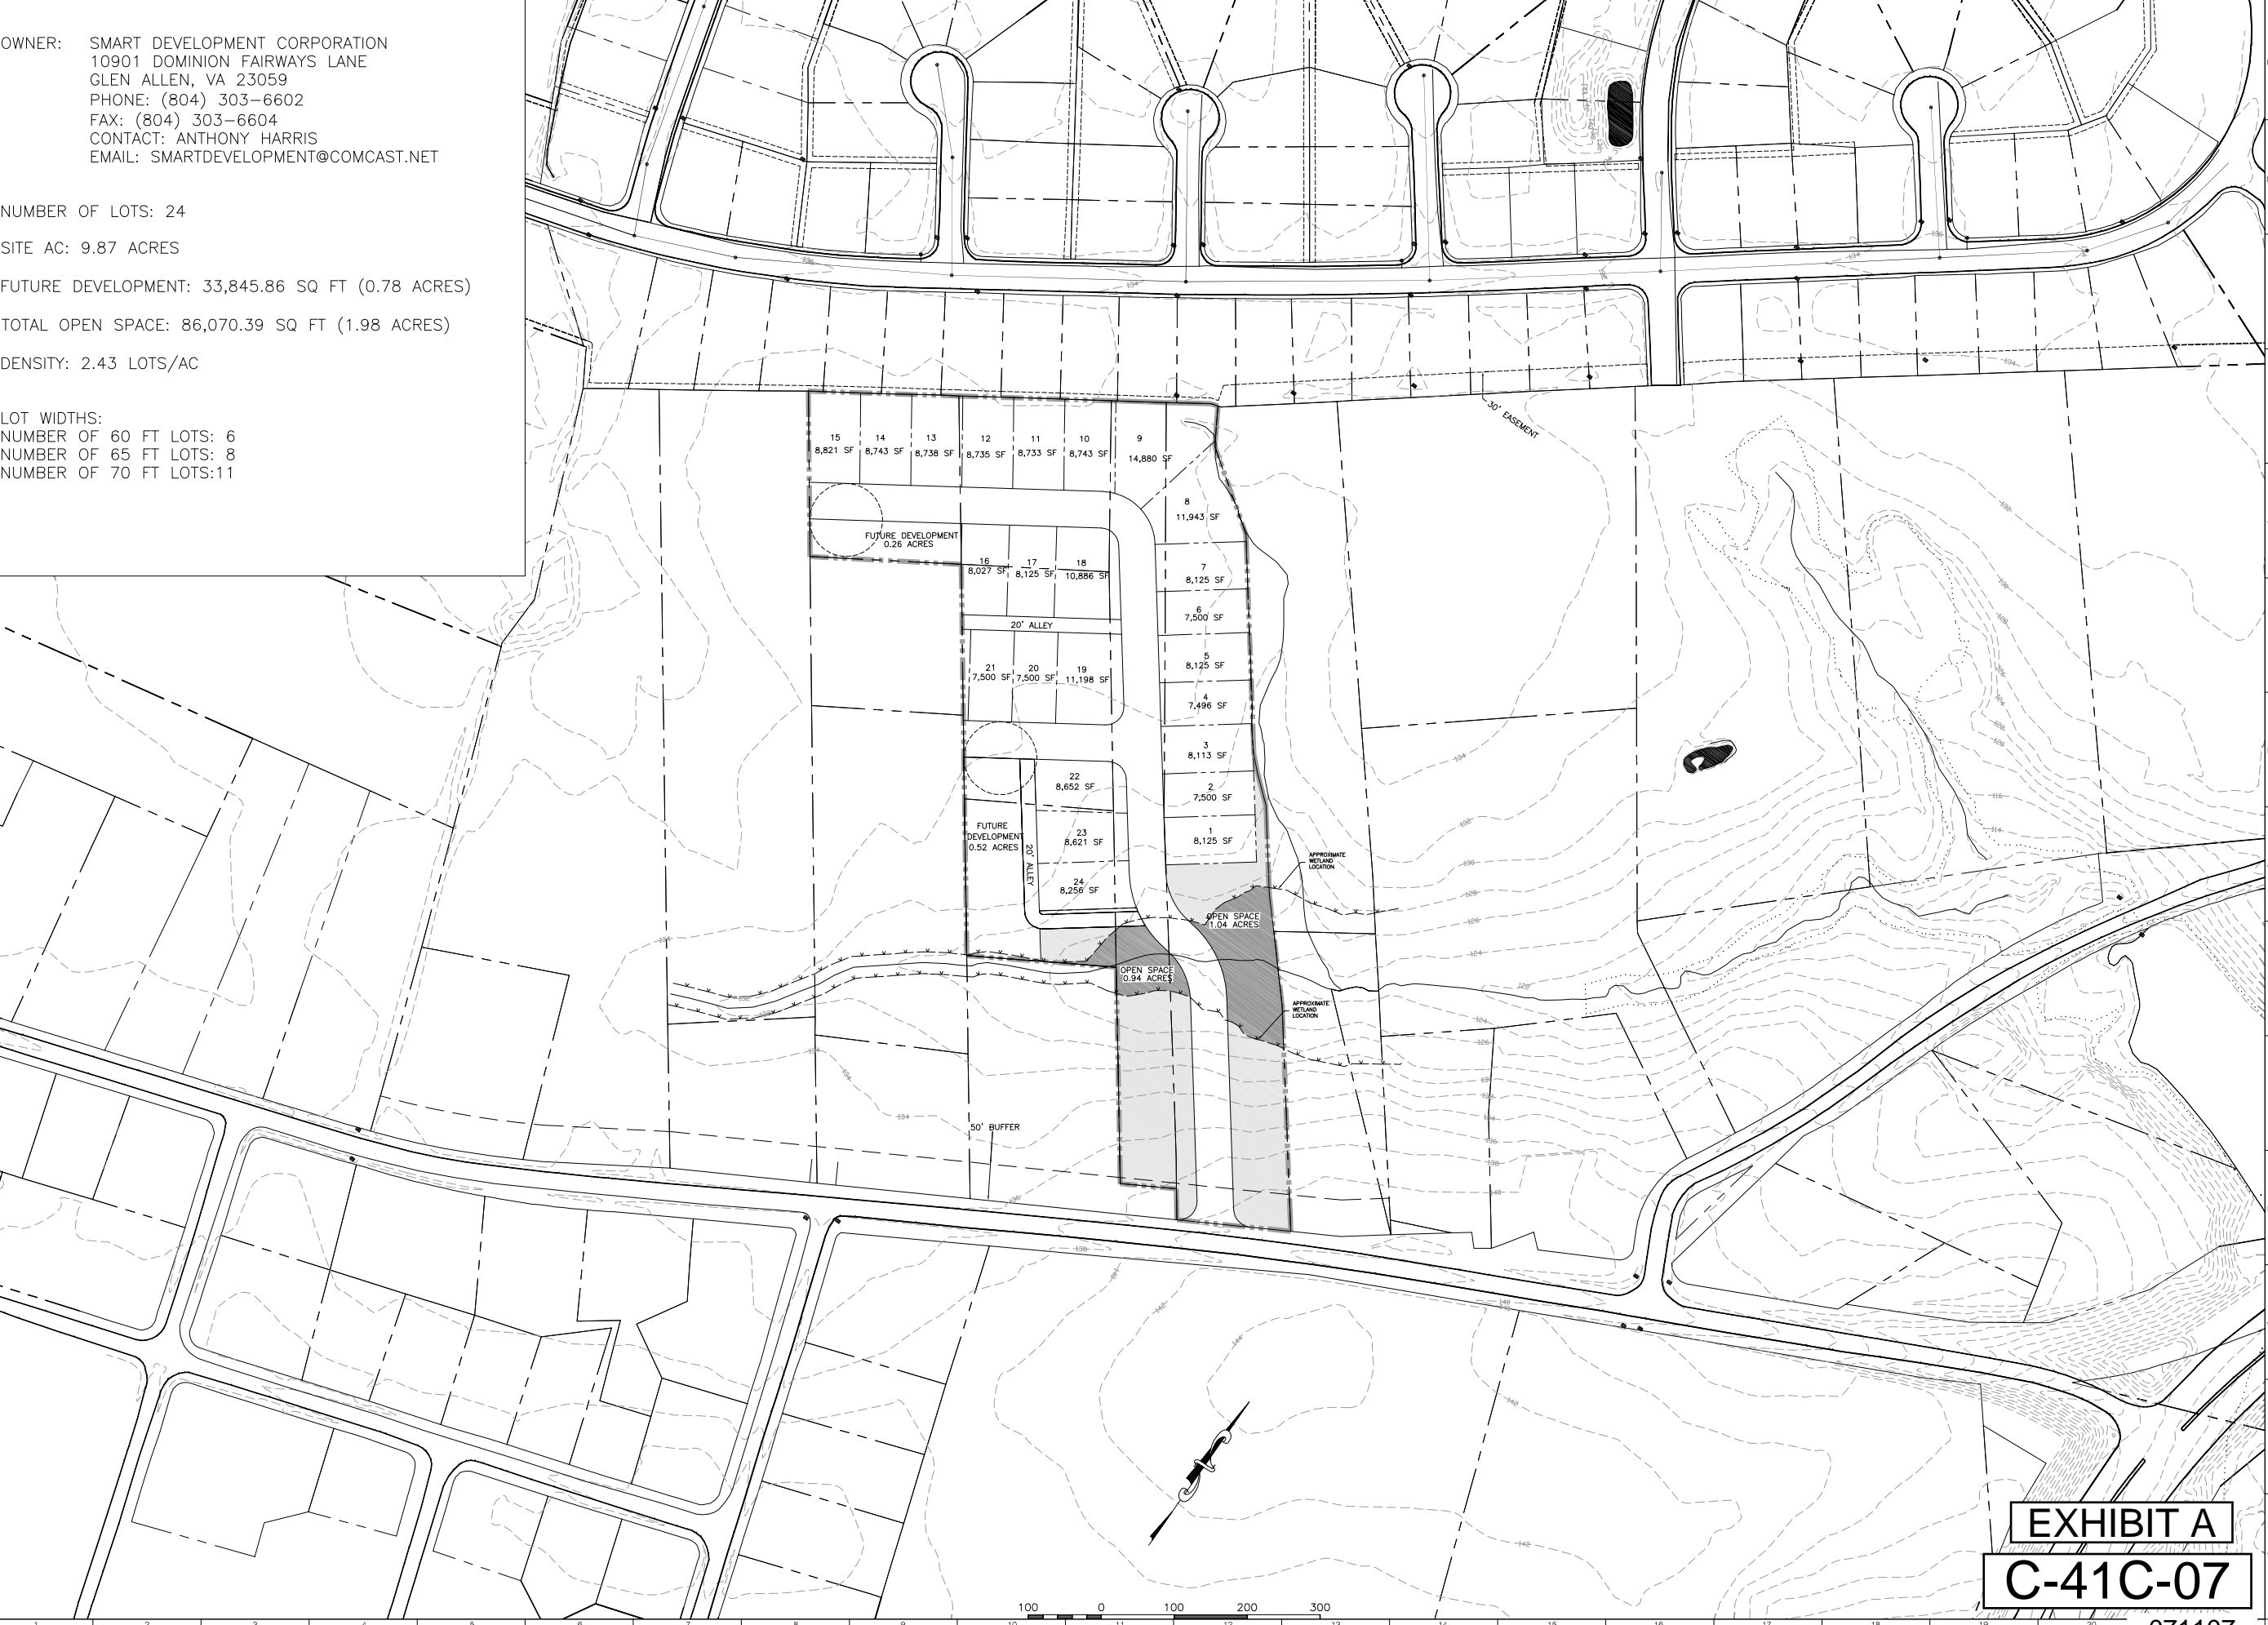 OWNER: SMART DEVELOPMENT CORPORATION
10901 DOMINION FAIRWAYS LANE
GLEN ALLEN, VA 23059
PHONE: (804) 303-6602
FAX: (804) 303-6604
CONTACT: ANTHONY HARRIS
EMAIL: SMARTDEVELOPMENT@COMCAST.NET
NUMBER OF LOTS: 24
SITE AC: 9.87 ACRES
FUTURE DEVELOPMENT: 33,845.86 SQ FT (0.78 ACRES)
TOTAL OPEN SPACE: 86,070.39 SQ FT (1.98 ACRES)
DENSITY: 2.43 LOTS/AC
LOT WIDTHS:
NUMBER OF 60 FT LOTS: 6
NUMBER OF 65 FT LOTS: 8
NUMBER OF 70 FT LOTS:11
30' EASEMENT
15
8,821 SF
14
8,743 SF
13
8,738 SF
12
8,735 SF
11
8,733 SF
10
8,743 SF
9
14,880 SF
8
11,943 SF
FUTURE DEVELOPMENT
0.26 ACRES
16
8,027 SF
17
8,125 SF
18
10,886 SF
7
8,125 SF
6
7,500 SF
20' ALLEY
5
8,125 SF
21
7,500 SF
20
7,500 SF
19
11,198 SF
4
7,496 SF
3
8,113 SF
22
8,652 SF
2
7,500 SF
FUTURE
DEVELOPMENT
0.52 ACRES
23
8,621 SF
1
8,125 SF
20' ALLEY
24
8,256 SF
APPROXIMATE
WETLAND
LOCATION
OPEN SPACE
1.04 ACRES
OPEN SPACE
0.94 ACRES
APPROXIMATE
WETLAND
LOCATION
50' BUFFER
100 0 100 200 300
EXHIBIT A
C-41C-07